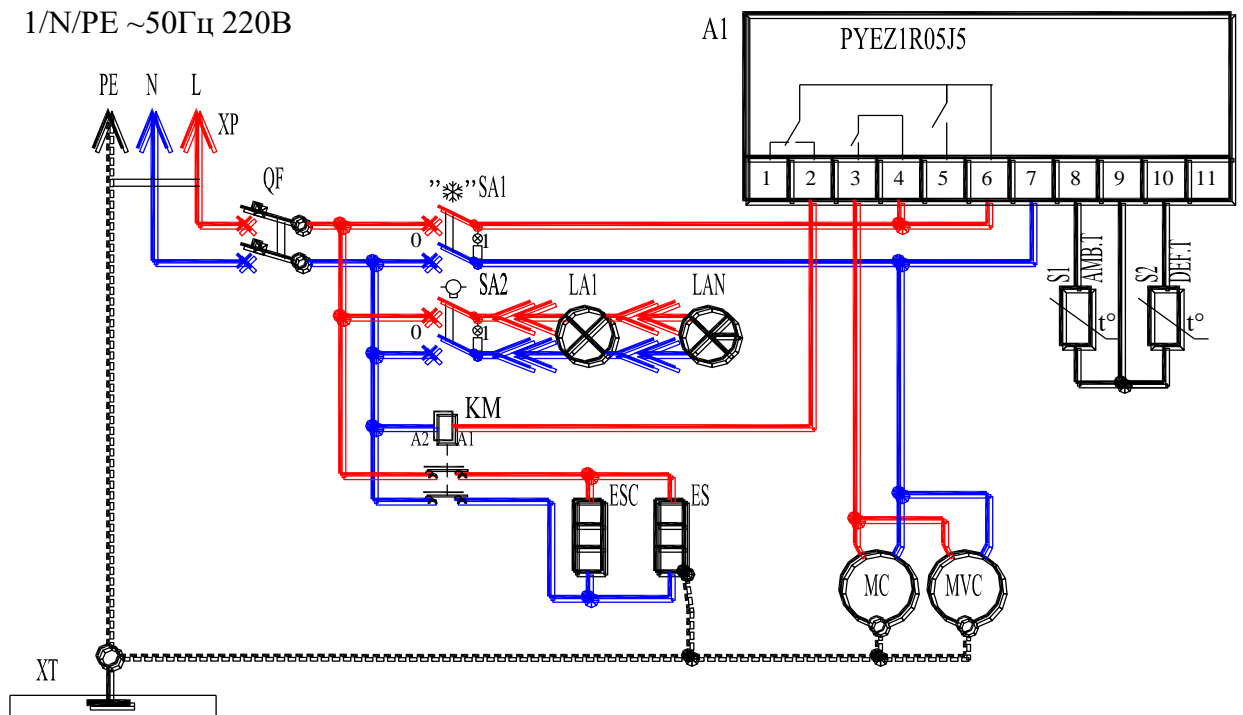 1/N/PE ~50Гц 220В
A1
PYEZ1R05J5
PE N L
XP
1 2 3 4 5 6 7 8 9 10 11
QF
"❄" SA1
0 1
SA2 LA1 LAN
0 1
S1 AMB.T
S2 DEF.T
t° t°
KM
A2 A1
ESC ES
MC MVC
XT